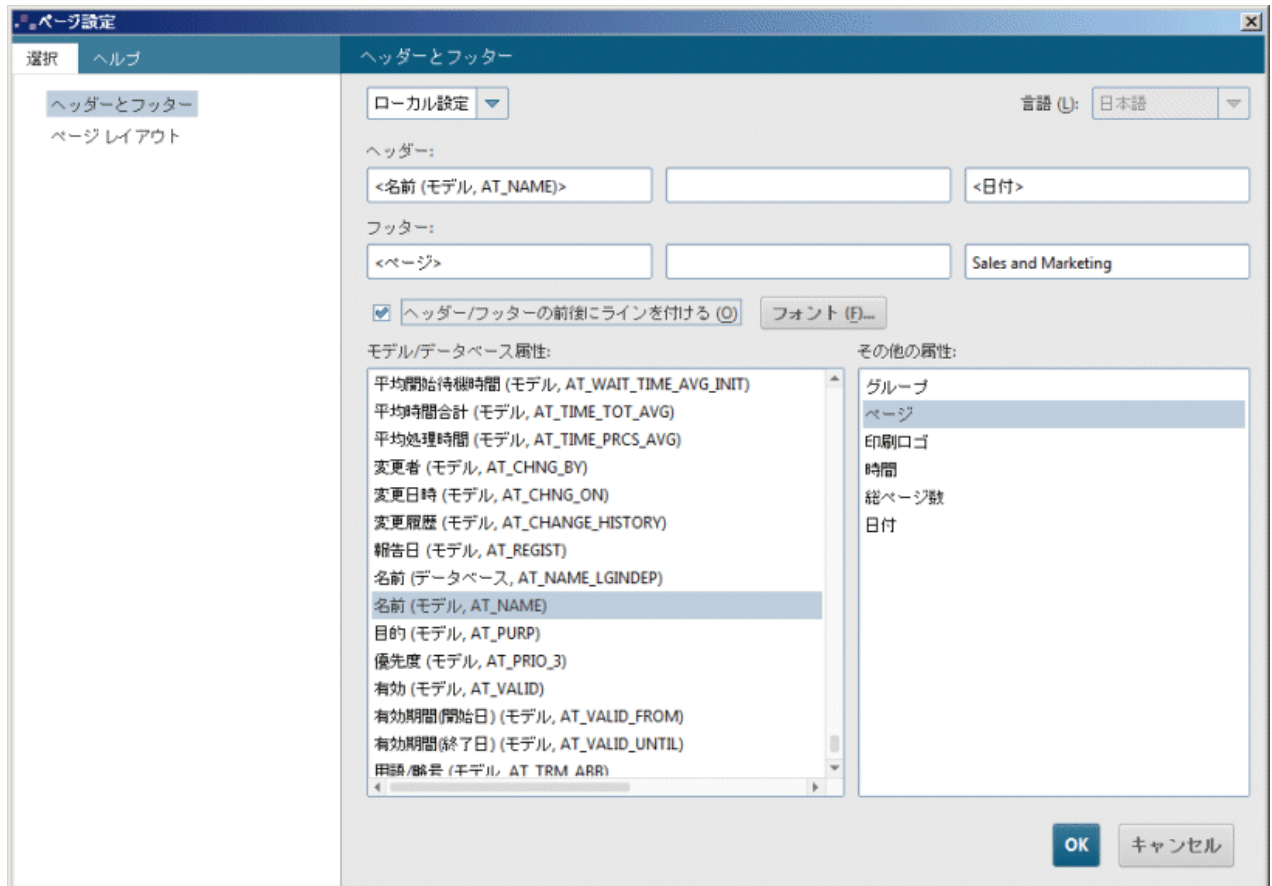 ページ設定
選択 ヘルプ
ヘッダーとフッター
ヘッダーとフッター
ページ レイアウト
ローカル設定
言語 (L): 日本語
ヘッダー:
<名前 (モデル, AT_NAME)>
<日付>
フッター:
<ページ>
Sales and Marketing
ヘッダー/フッターの前後にラインを付ける (O)
フォント (F)...
モデル/データベース属性:
平均開始待機時間 (モデル, AT_WAIT_TIME_AVG_INIT)
平均時間合計 (モデル, AT_TIME_TOT_AVG)
平均処理時間 (モデル, AT_TIME_PRCS_AVG)
変更者 (モデル, AT_CHNG_BY)
変更日時 (モデル, AT_CHNG_ON)
変更履歴 (モデル, AT_CHANGE_HISTORY)
報告日 (モデル, AT_REGIST)
名前 (データベース, AT_NAME_LGINDEP)
名前 (モデル, AT_NAME)
目的 (モデル, AT_PURP)
優先度 (モデル, AT_PRIO_3)
有効 (モデル, AT_VALID)
有効期間(開始日) (モデル, AT_VALID_FROM)
有効期間(終了日) (モデル, AT_VALID_UNTIL)
用語/略号 (モデル, AT_TRM_ABB)
その他の属性:
グループ
ページ
印刷ロゴ
時間
総ページ数
日付
OK
キャンセル